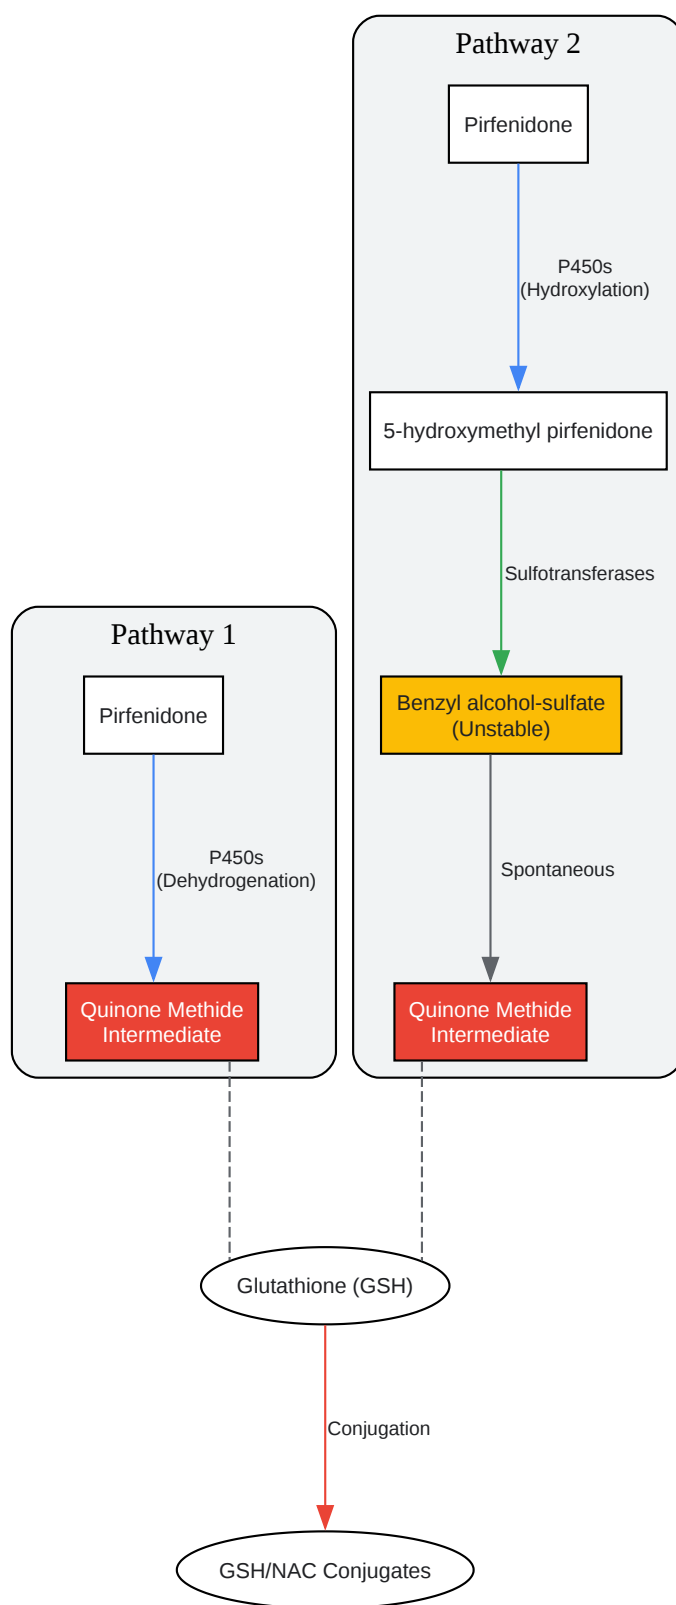 Pathway 2
Pirfenidone
P450s
(Hydroxylation)
5-hydroxymethyl pirfenidone
Sulfotransferases
Pathway 1
Pirfenidone
Benzyl alcohol-sulfate
(Unstable)
P450s
(Dehydrogenation)
Spontaneous
Quinone Methide
Intermediate
Quinone Methide
Intermediate
Glutathione (GSH)
Conjugation
GSH/NAC Conjugates